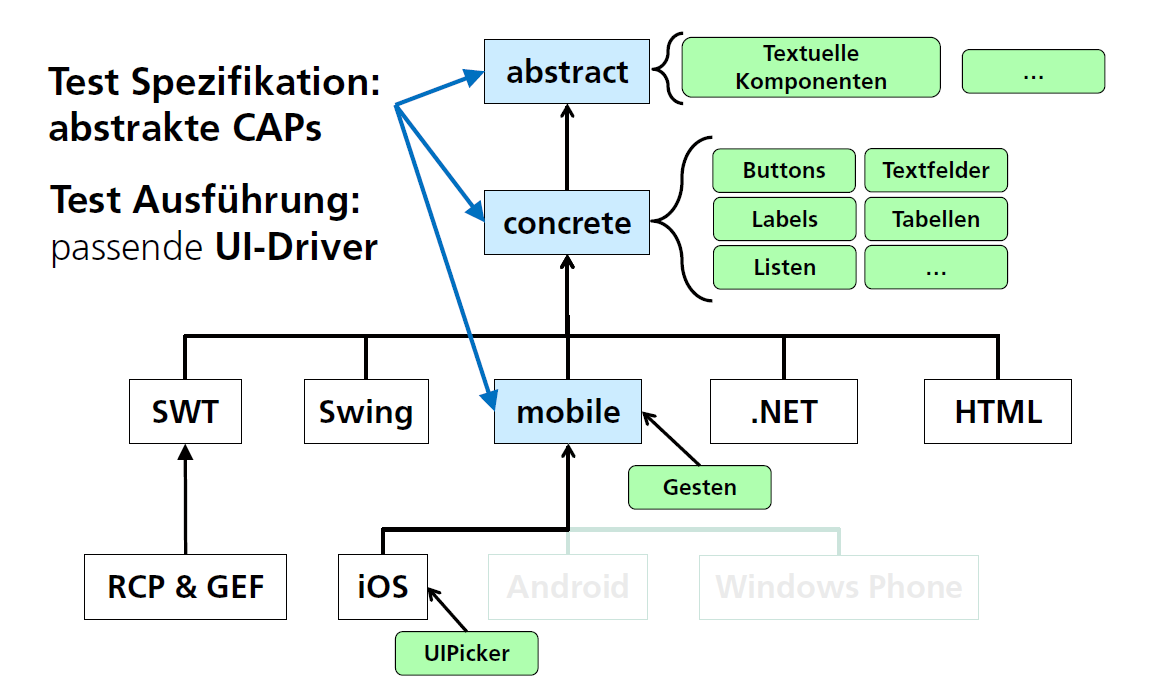 Test Spezifikation:
abstrakte CAPs
Test Ausführung:
passende UI-Driver
abstract
Textuelle
Komponenten
...
concrete
Buttons
Textfelder
Labels
Tabellen
Listen
...
SWT
Swing
mobile
.NET
HTML
Gesten
RCP & GEF
iOS
Android
Windows Phone
UIPicker